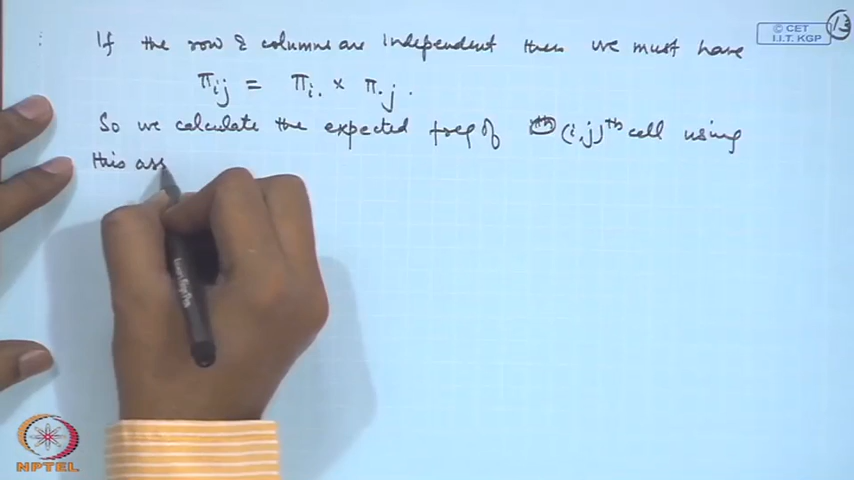 If the row & columns are independent then we must have
πij = πi. × π.j .
So we calculate the expected freq of (i,j)th cell using
this ass
© CET
I.I.T. KGP
13
NPTEL